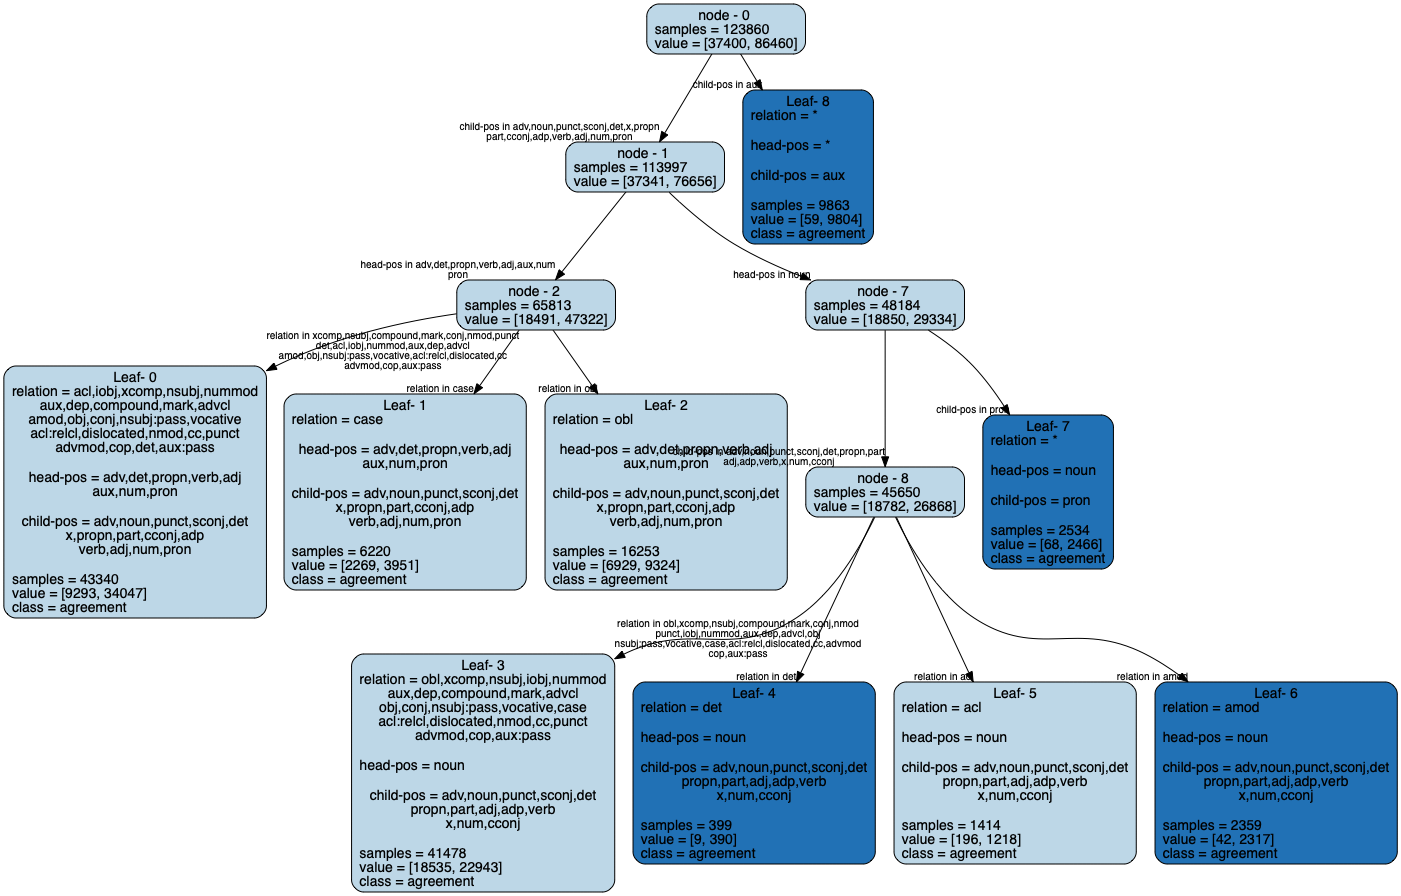 node - 0
samples = 123860
value = [37400, 86460]
child-pos in aux
Leaf- 8
relation = *
head-pos = *
child-pos = aux
samples = 9863
value = [59, 9804]
class = agreement
child-pos in adv,noun,punct,sconj,det,x,propn
part,cconj,adp,verb,adj,num,pron
node - 1
samples = 113997
value = [37341, 76656]
head-pos in adv,det,propn,verb,adj,aux,num
pron
node - 2
samples = 65813
value = [18491, 47322]
head-pos in noun
node - 7
samples = 48184
value = [18850, 29334]
relation in xcomp,nsubj,compound,mark,conj,nmod,punct
det,acl,iobj,nummod,aux,dep,advcl
amod,obj,nsubj:pass,vocative,acl:relcl,dislocated,cc
advmod,cop,aux:pass
Leaf- 0
relation = acl,iobj,xcomp,nsubj,nummod
aux,dep,compound,mark,advcl
amod,obj,conj,nsubj:pass,vocative
acl:relcl,dislocated,nmod,cc,punct
advmod,cop,det,aux:pass
head-pos = adv,det,propn,verb,adj
aux,num,pron
child-pos = adv,noun,punct,sconj,det
x,propn,part,cconj,adp
verb,adj,num,pron
samples = 43340
value = [9293, 34047]
class = agreement
relation in case
Leaf- 1
relation = case
head-pos = adv,det,propn,verb,adj
aux,num,pron
child-pos = adv,noun,punct,sconj,det
x,propn,part,cconj,adp
verb,adj,num,pron
samples = 6220
value = [2269, 3951]
class = agreement
relation in obl
Leaf- 2
relation = obl
head-pos = adv,det,propn,verb,adj
aux,num,pron
child-pos = adv,noun,punct,sconj,det
x,propn,part,cconj,adp
verb,adj,num,pron
samples = 16253
value = [6929, 9324]
class = agreement
child-pos in adv,noun,punct,sconj,det,propn,part
adj,adp,verb,x,num,cconj
node - 8
samples = 45650
value = [18782, 26868]
child-pos in pron
Leaf- 7
relation = *
head-pos = noun
child-pos = pron
samples = 2534
value = [68, 2466]
class = agreement
relation in obl,xcomp,nsubj,compound,mark,conj,nmod
punct,iobj,nummod,aux,dep,advcl,obj
nsubj:pass,vocative,case,acl:relcl,dislocated,cc,advmod
cop,aux:pass
Leaf- 3
relation = obl,xcomp,nsubj,iobj,nummod
aux,dep,compound,mark,advcl
obj,conj,nsubj:pass,vocative,case
acl:relcl,dislocated,nmod,cc,punct
advmod,cop,aux:pass
head-pos = noun
child-pos = adv,noun,punct,sconj,det
propn,part,adj,adp,verb
x,num,cconj
samples = 41478
value = [18535, 22943]
class = agreement
relation in det
Leaf- 4
relation = det
head-pos = noun
child-pos = adv,noun,punct,sconj,det
propn,part,adj,adp,verb
x,num,cconj
samples = 399
value = [9, 390]
class = agreement
relation in acl
Leaf- 5
relation = acl
head-pos = noun
child-pos = adv,noun,punct,sconj,det
propn,part,adj,adp,verb
x,num,cconj
samples = 1414
value = [196, 1218]
class = agreement
relation in amod
Leaf- 6
relation = amod
head-pos = noun
child-pos = adv,noun,punct,sconj,det
propn,part,adj,adp,verb
x,num,cconj
samples = 2359
value = [42, 2317]
class = agreement